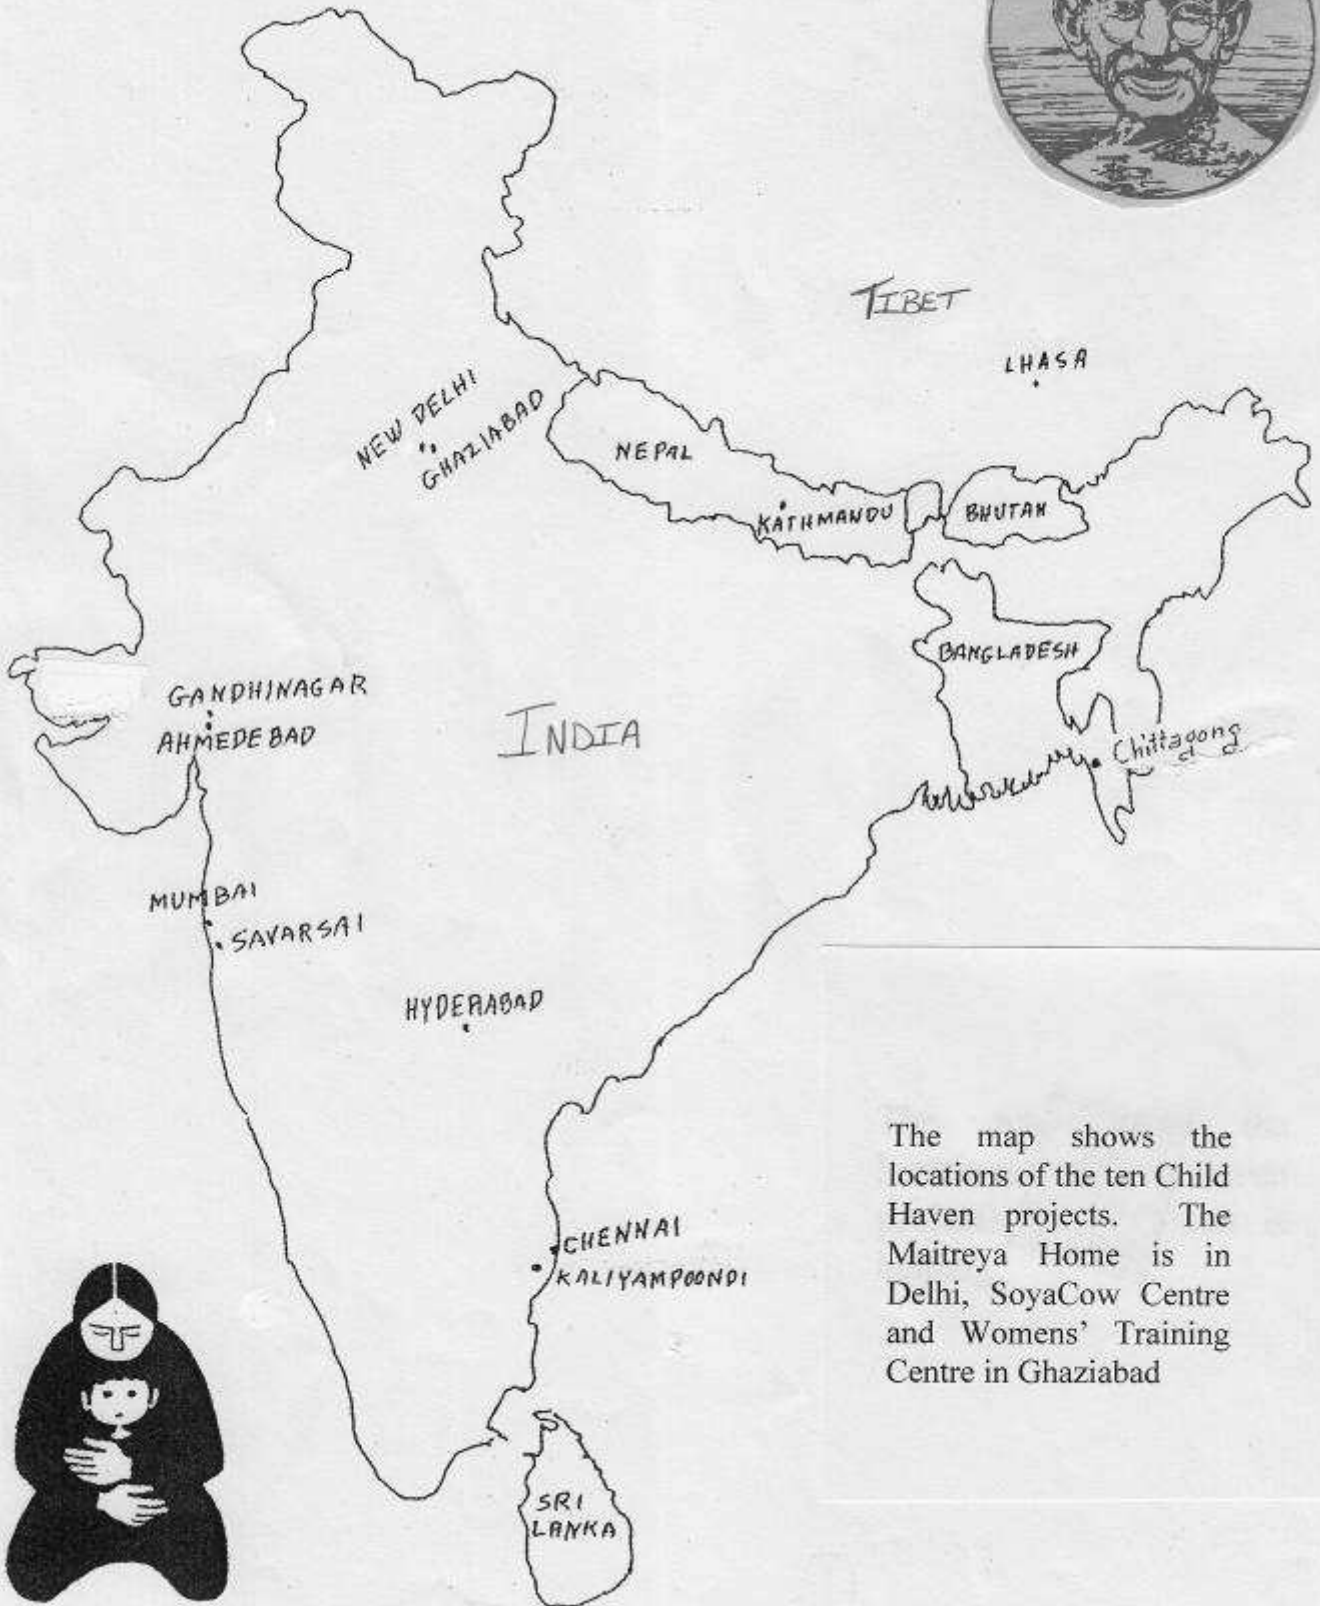 TIBET
LHASA
NEW DELHI
GHAZIABAD
NEPAL
KATHMANDU
BHUTAN
BANGLADESH
GANDHINAGAR
AHMEDEBAD
INDIA
Chittagong
MUMBAI
SAVARSAI
HYDERABAD
CHENNAI
KALIYAMPOONDI
SRI
LANKA
The map shows the
locations of the ten Child
Haven projects. The
Maitreya Home is in
Delhi, SoyaCow Centre
and Womens' Training
Centre in Ghaziabad